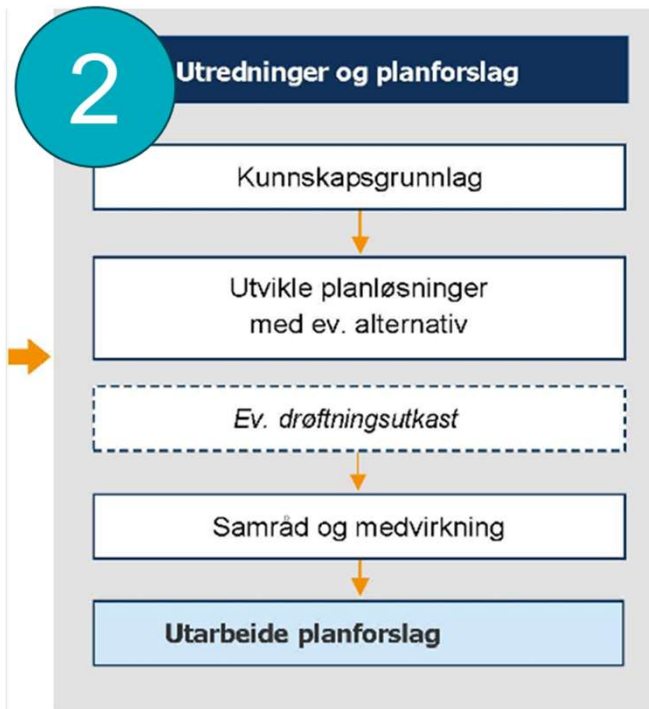 2
Utredninger og planforslag
Kunnskapsgrunnlag
Utvikle planløsninger
med ev. alternativ
Ev. drøftningsutkast
Samråd og medvirkning
Utarbeide planforslag